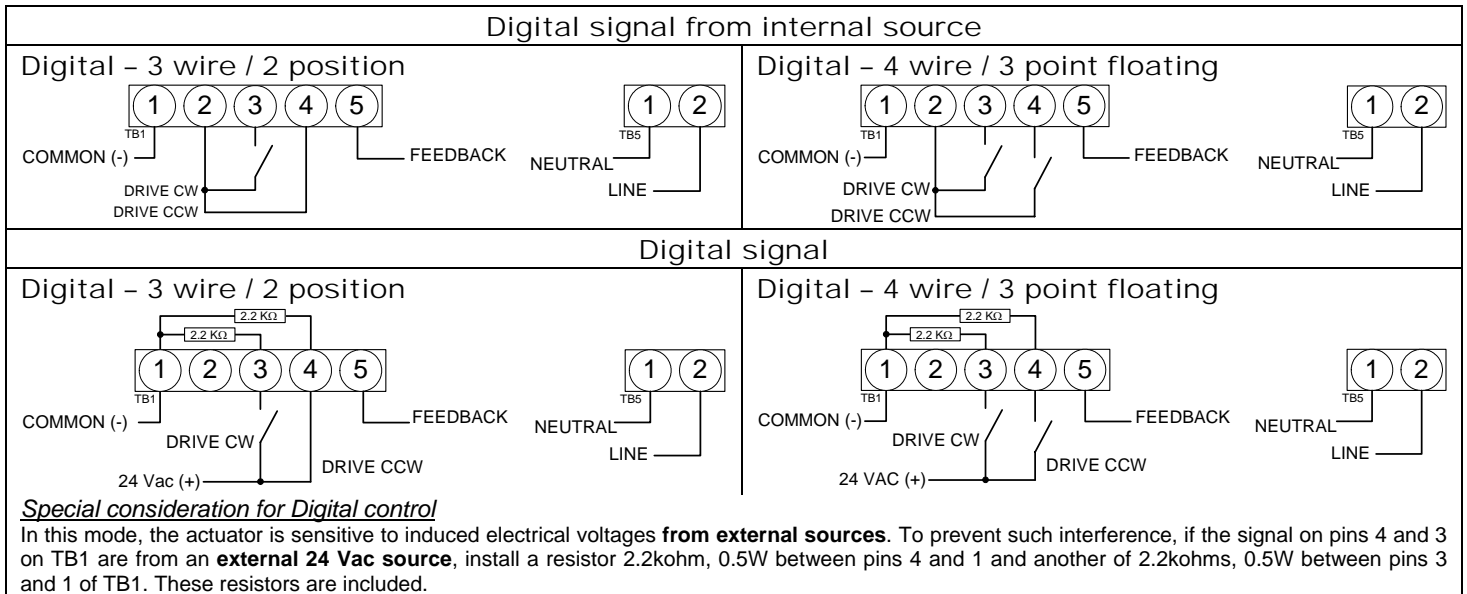 Digital signal from internal source
Digital – 3 wire / 2 position
1 2 3 4 5
TB1
COMMON (-)
DRIVE CW
DRIVE CCW
FEEDBACK
1 2
TB5
NEUTRAL
LINE
Digital – 4 wire / 3 point floating
1 2 3 4 5
TB1
COMMON (-)
DRIVE CW
DRIVE CCW
FEEDBACK
1 2
TB5
NEUTRAL
LINE
Digital signal
Digital – 3 wire / 2 position
2.2 KΩ
2.2 KΩ
1 2 3 4 5
TB1
COMMON (-)
DRIVE CW
24 Vac (+)
DRIVE CCW
FEEDBACK
1 2
TB5
NEUTRAL
LINE
Digital – 4 wire / 3 point floating
2.2 KΩ
2.2 KΩ
1 2 3 4 5
TB1
COMMON (-)
DRIVE CW
24 VAC (+)
DRIVE CCW
FEEDBACK
1 2
TB5
NEUTRAL
LINE
Special consideration for Digital control
In this mode, the actuator is sensitive to induced electrical voltages from external sources. To prevent such interference, if the signal on pins 4 and 3
on TB1 are from an external 24 Vac source, install a resistor 2.2kohm, 0.5W between pins 4 and 1 and another of 2.2kohms, 0.5W between pins 3
and 1 of TB1. These resistors are included.